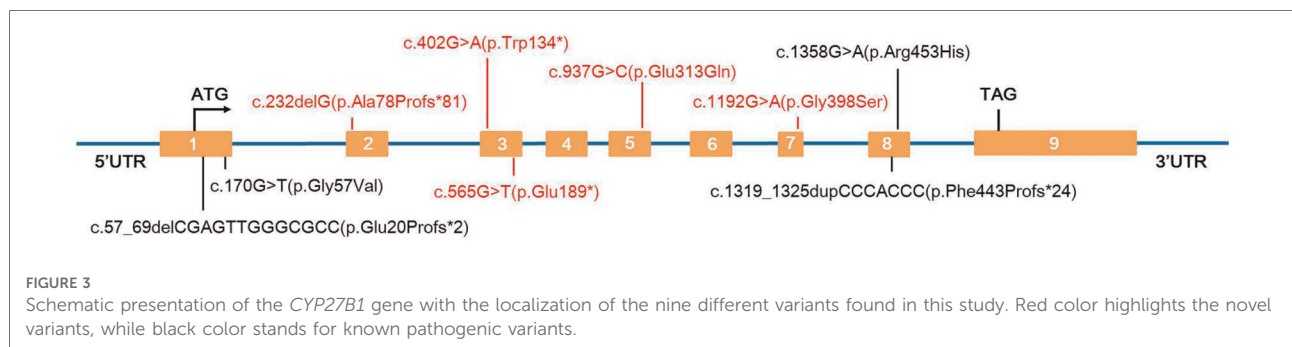 c.402G>A(p.Trp134*)
c.1358G>A(p.Arg453His)
c.937G>C(p.Glu313Gln)
ATG
c.232delG(p.Ala78Profs*81)
c.1192G>A(p.Gly398Ser)
TAG
1 2 3 4 5 6 7 8 9
5'UTR
3'UTR
c.170G>T(p.Gly57Val)
c.565G>T(p.Glu189*)
c.1319_1325dupCCCACCC(p.Phe443Profs*24)
c.57_69delCGAGTTGGGCGCC(p.Glu20Profs*2)
FIGURE 3
Schematic presentation of the CYP27B1 gene with the localization of the nine different variants found in this study. Red color highlights the novel
variants, while black color stands for known pathogenic variants.